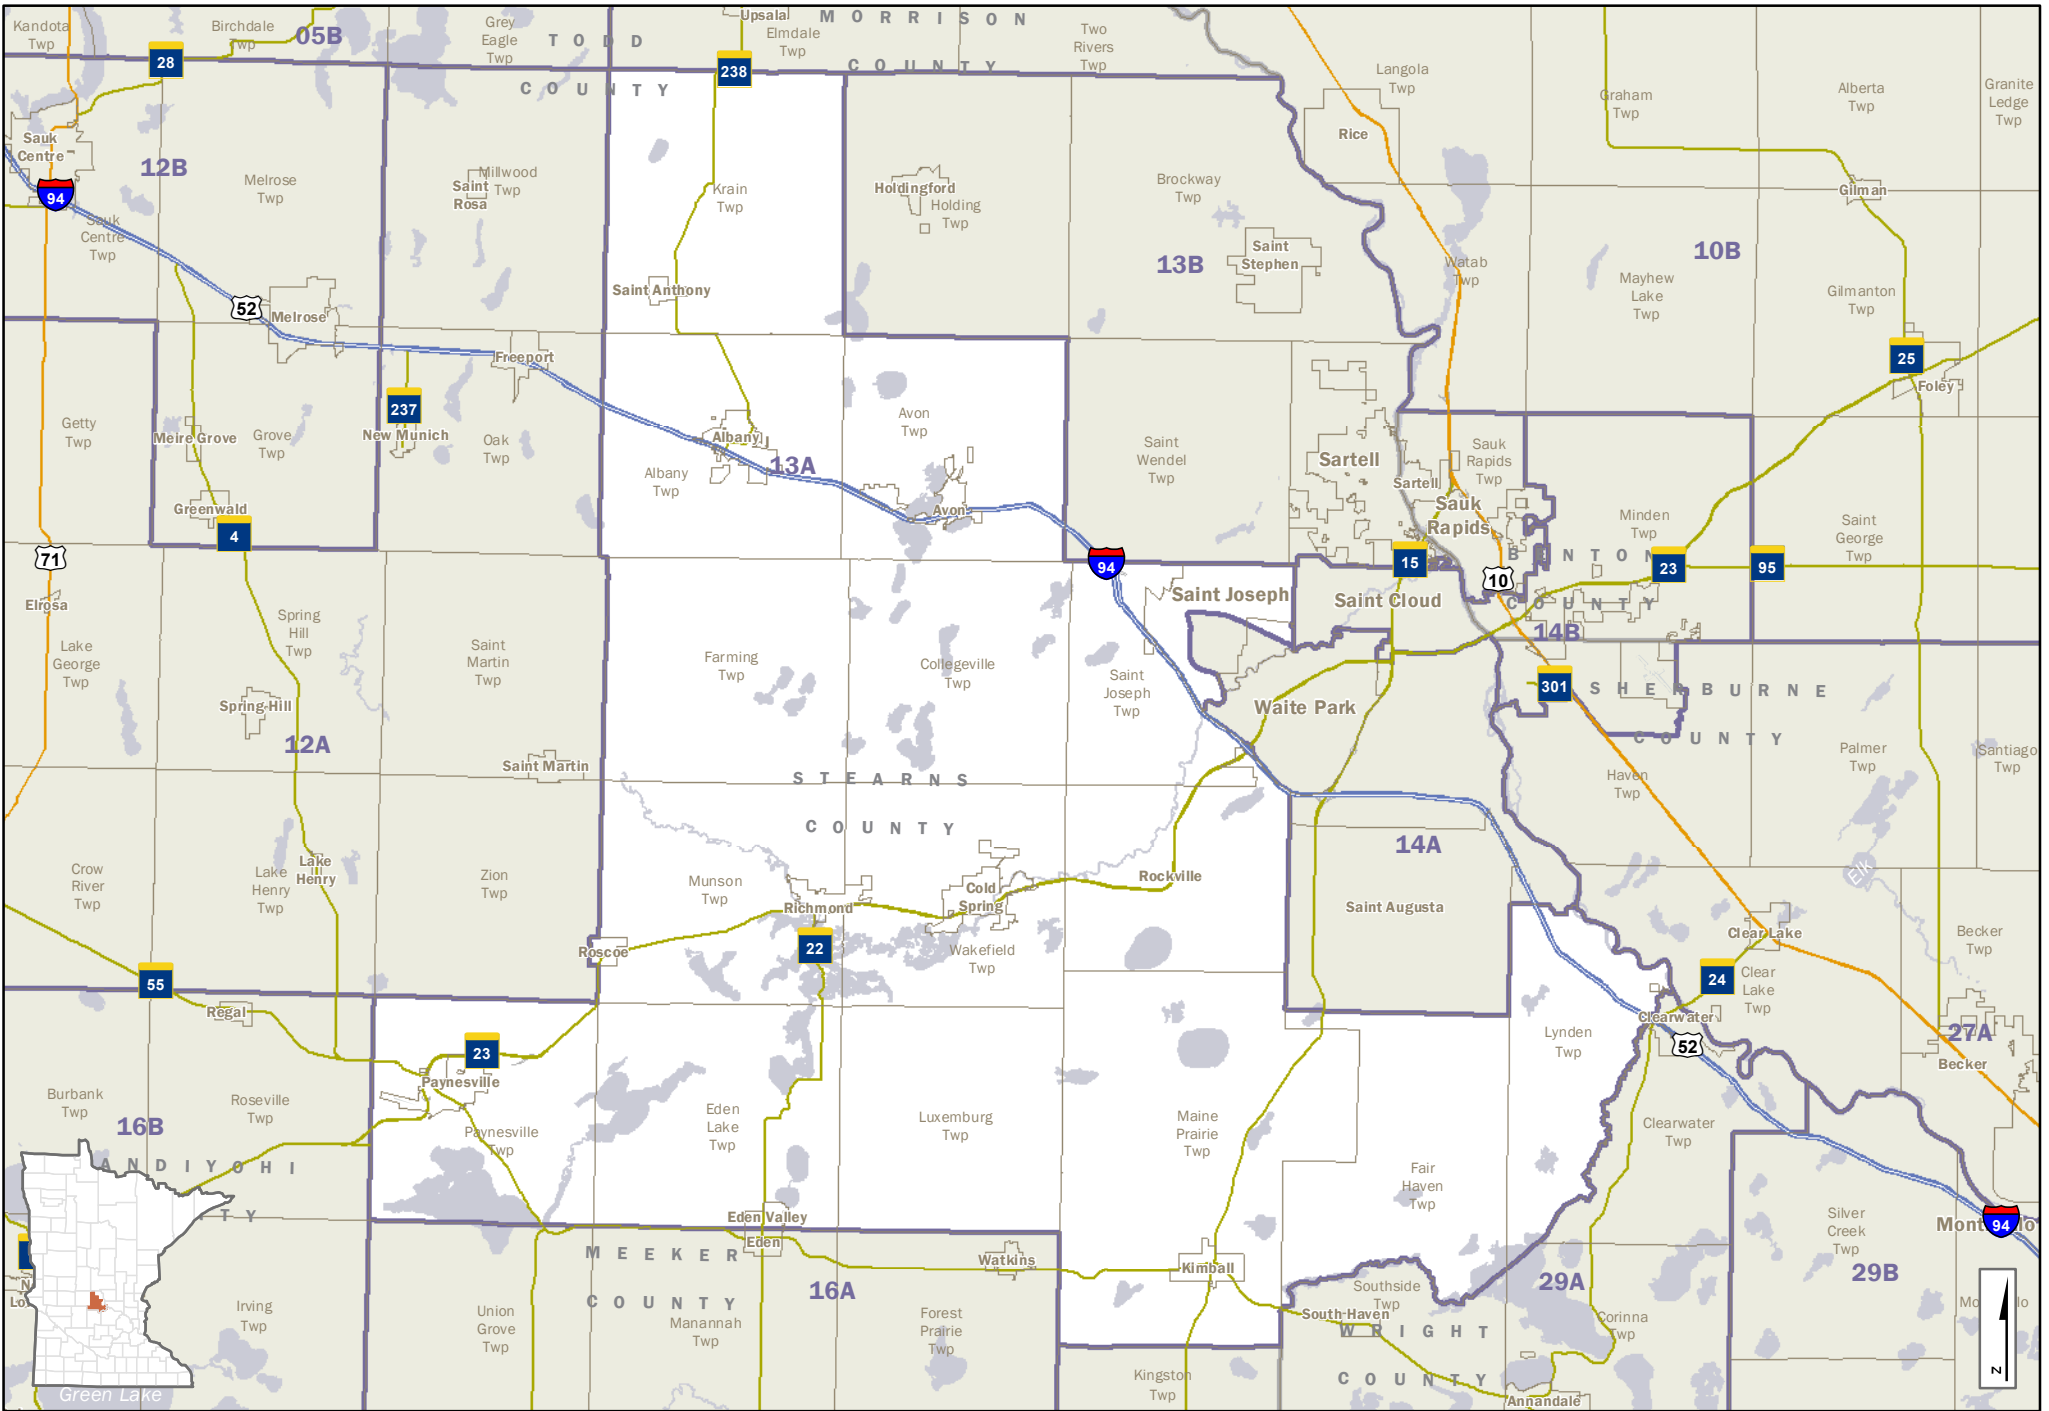 Kandota
Twp
Birchdale
Twp
05B
Grey
Eagle
Twp
TODD
COUNTY
Upsala
Elmdale
Twp
MORRISON
COUNTY
Two
Rivers
Twp
Langola
Twp
Graham
Twp
Alberta
Twp
Granite
Ledge
Twp
28
238
Sauk
Centre
12B
94
Sauk
Centre
Twp
Melrose
Twp
Millwood
Twp
Saint
Rosa
Krain
Twp
Holdingford
Holding
Twp
Brockway
Twp
Rice
Gilman
Saint
Stephen
13B
Watab
Twp
10B
Mayhew
Lake
Twp
Gilmanton
Twp
Saint Anthony
52
Melrose
Freeport
25
Foley
Getty
Twp
Meire Grove
Grove
Twp
237
New Munich
Oak
Twp
Albany
Albany
Twp
13A
Avon
Twp
Avon
Saint
Wendel
Twp
Sartell
Sartell
Sauk
Rapids
Twp
Sauk
Rapids
Minden
Twp
Saint
George
Twp
Greenwald
4
71
94
15
10
BENTON
COUNTY
23
95
Elrosa
Saint Joseph
Saint Cloud
14B
Lake
George
Twp
Spring
Hill
Twp
Saint
Martin
Twp
Farming
Twp
Collegeville
Twp
Saint
Joseph
Twp
Waite Park
301
SHERBURNE
COUNTY
Spring Hill
12A
Saint Martin
STEARNS
COUNTY
Haven
Twp
Palmer
Twp
Santiago
Twp
14A
Crow
River
Twp
Lake
Henry
Twp
Lake
Henry
Zion
Twp
Munson
Twp
Richmond
Cold
Spring
Rockville
Saint Augusta
Elk
Clear Lake
Becker
Twp
Roscoe
22
Wakefield
Twp
55
Regal
24
Clear
Lake
Twp
Clearwater
52
Lynden
Twp
27A
Becker
23
Paynesville
Burbank
Twp
16B
Roseville
Twp
Paynesville
Twp
Eden
Lake
Twp
Luxemburg
Twp
Maine
Prairie
Twp
Clearwater
Twp
Fair
Haven
Twp
ANDIYOHI
TY
Eden Valley
Eden
MEEKER
COUNTY
Watkins
Kimball
Silver
Creek
Twp
29B
Mont
lo
94
16A
29A
Southside
Twp
South Haven
WRIGHT
COUNTY
Corinna
Twp
Mo
lo
N
Lo
Irving
Twp
Union
Grove
Twp
Manannah
Twp
Forest
Prairie
Twp
Kingston
Twp
Annandale
Green Lake
N